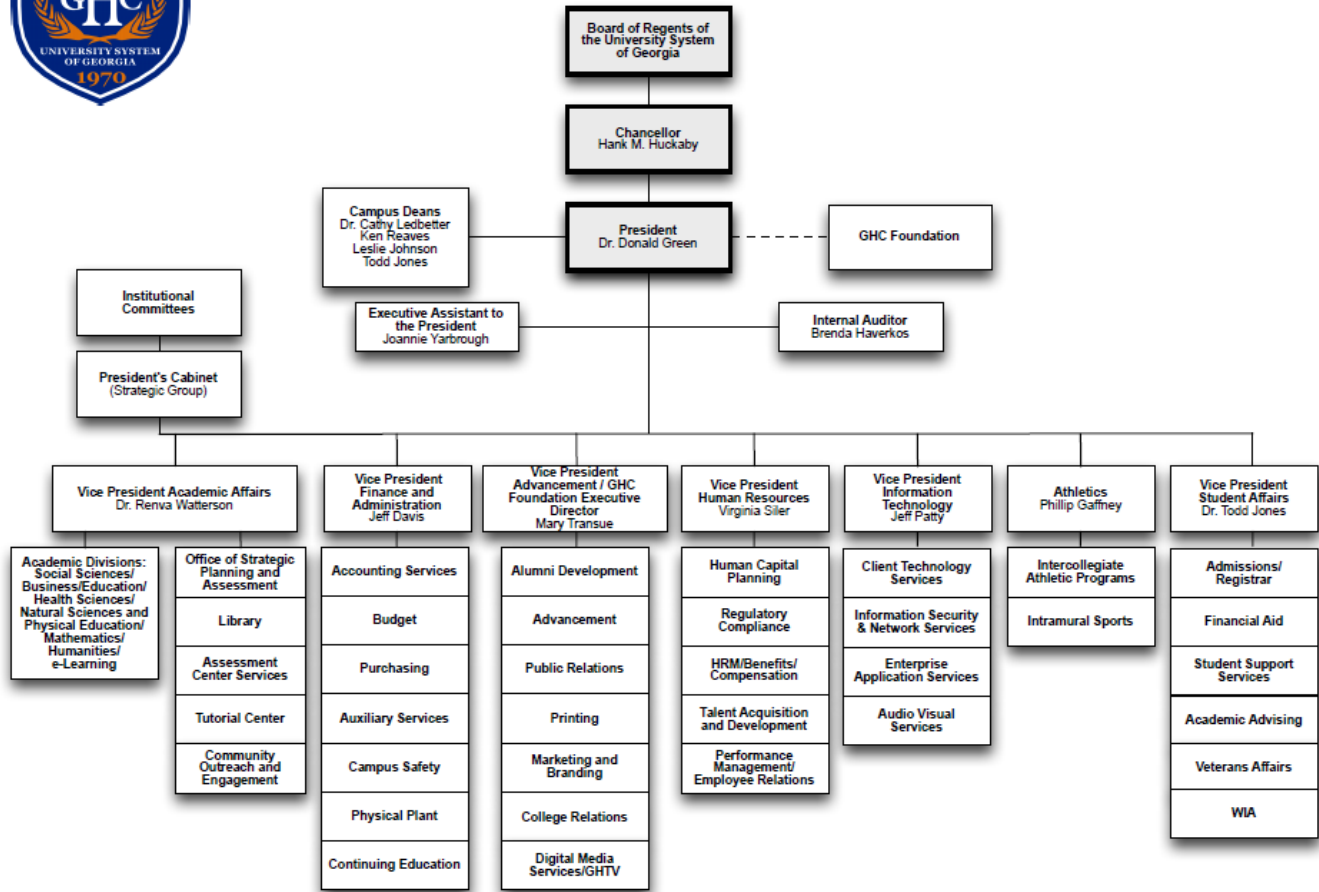 GHC
UNIVERSITY SYSTEM
OF GEORGIA
1970
Board of Regents of
the University System
of Georgia
Chancellor
Hank M. Huckaby
Campus Deans
Dr. Cathy Ledbetter
Ken Reaves
Leslie Johnson
Todd Jones
President
Dr. Donald Green
GHC Foundation
Institutional
Committees
Executive Assistant to
the President
Joannie Yarbrough
Internal Auditor
Brenda Haverkos
President's Cabinet
(Strategic Group)
Vice President Academic Affairs
Dr. Renva Watterson
Vice President
Finance and
Administration
Jeff Davis
Vice President
Advancement / GHC
Foundation Executive
Director
Mary Transue
Vice President
Human Resources
Virginia Siler
Vice President
Information
Technology
Jeff Patty
Athletics
Phillip Gaffney
Vice President
Student Affairs
Dr. Todd Jones
Academic Divisions:
Social Sciences/
Business/Education/
Health Sciences/
Natural Sciences and
Physical Education/
Mathematics/
Humanities/
e-Learning
Office of Strategic
Planning and
Assessment
Library
Assessment
Center Services
Tutorial Center
Community
Outreach and
Engagement
Accounting Services
Budget
Purchasing
Auxiliary Services
Campus Safety
Physical Plant
Continuing Education
Alumni Development
Advancement
Public Relations
Printing
Marketing and
Branding
College Relations
Digital Media
Services/GHTV
Human Capital
Planning
Regulatory
Compliance
HRM/Benefits/
Compensation
Talent Acquisition
and Development
Performance
Management/
Employee Relations
Client Technology
Services
Information Security
& Network Services
Enterprise
Application Services
Audio Visual
Services
Intercollegiate
Athletic Programs
Intramural Sports
Admissions/
Registrar
Financial Aid
Student Support
Services
Academic Advising
Veterans Affairs
WIA